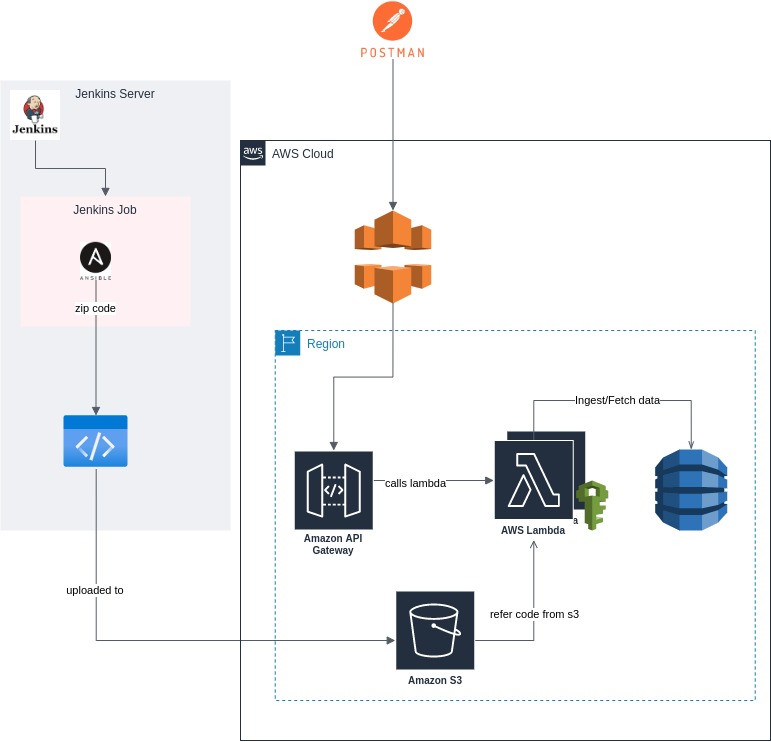 POSTMAN
Jenkins Server
Jenkins
aws
AWS Cloud
Jenkins Job
ANSIBLE
zip code
Region
Ingest/Fetch data
calls lambda
a
AWS Lambda
Amazon API
Gateway
uploaded to
refer code from s3
Amazon S3